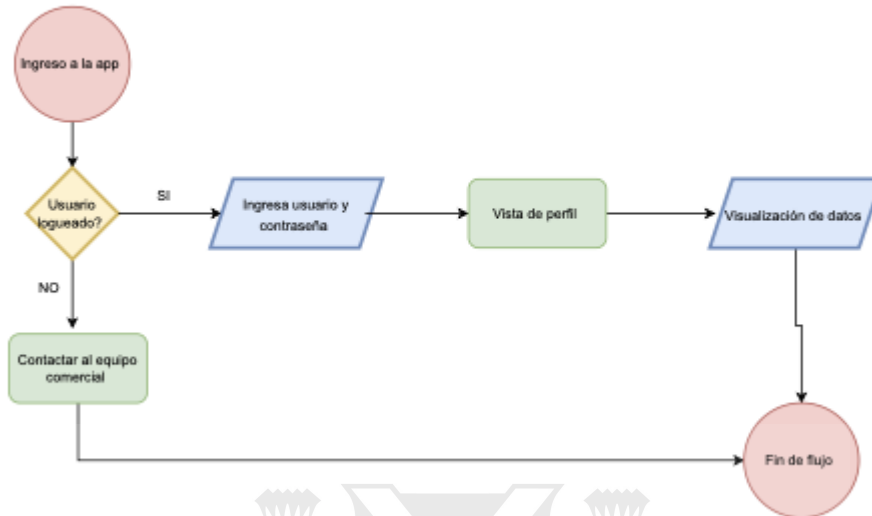 Ingreso a la app
Usuario
logueado?
SI
Ingresa usuario y
contraseña
Vista de perfil
Visualización de datos
NO
Contactar al equipo
comercial
Fin de flujo